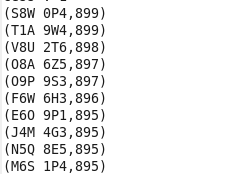 (S8W 0P4,899)
(T1A 9W4,899)
(V8U 2T6,898)
(O8A 6Z5,897)
(O9P 9S3,897)
(F6W 6H3,896)
(E6O 9P1,895)
(J4M 4G3,895)
(N5Q 8E5,895)
(M6S 1P4,895)